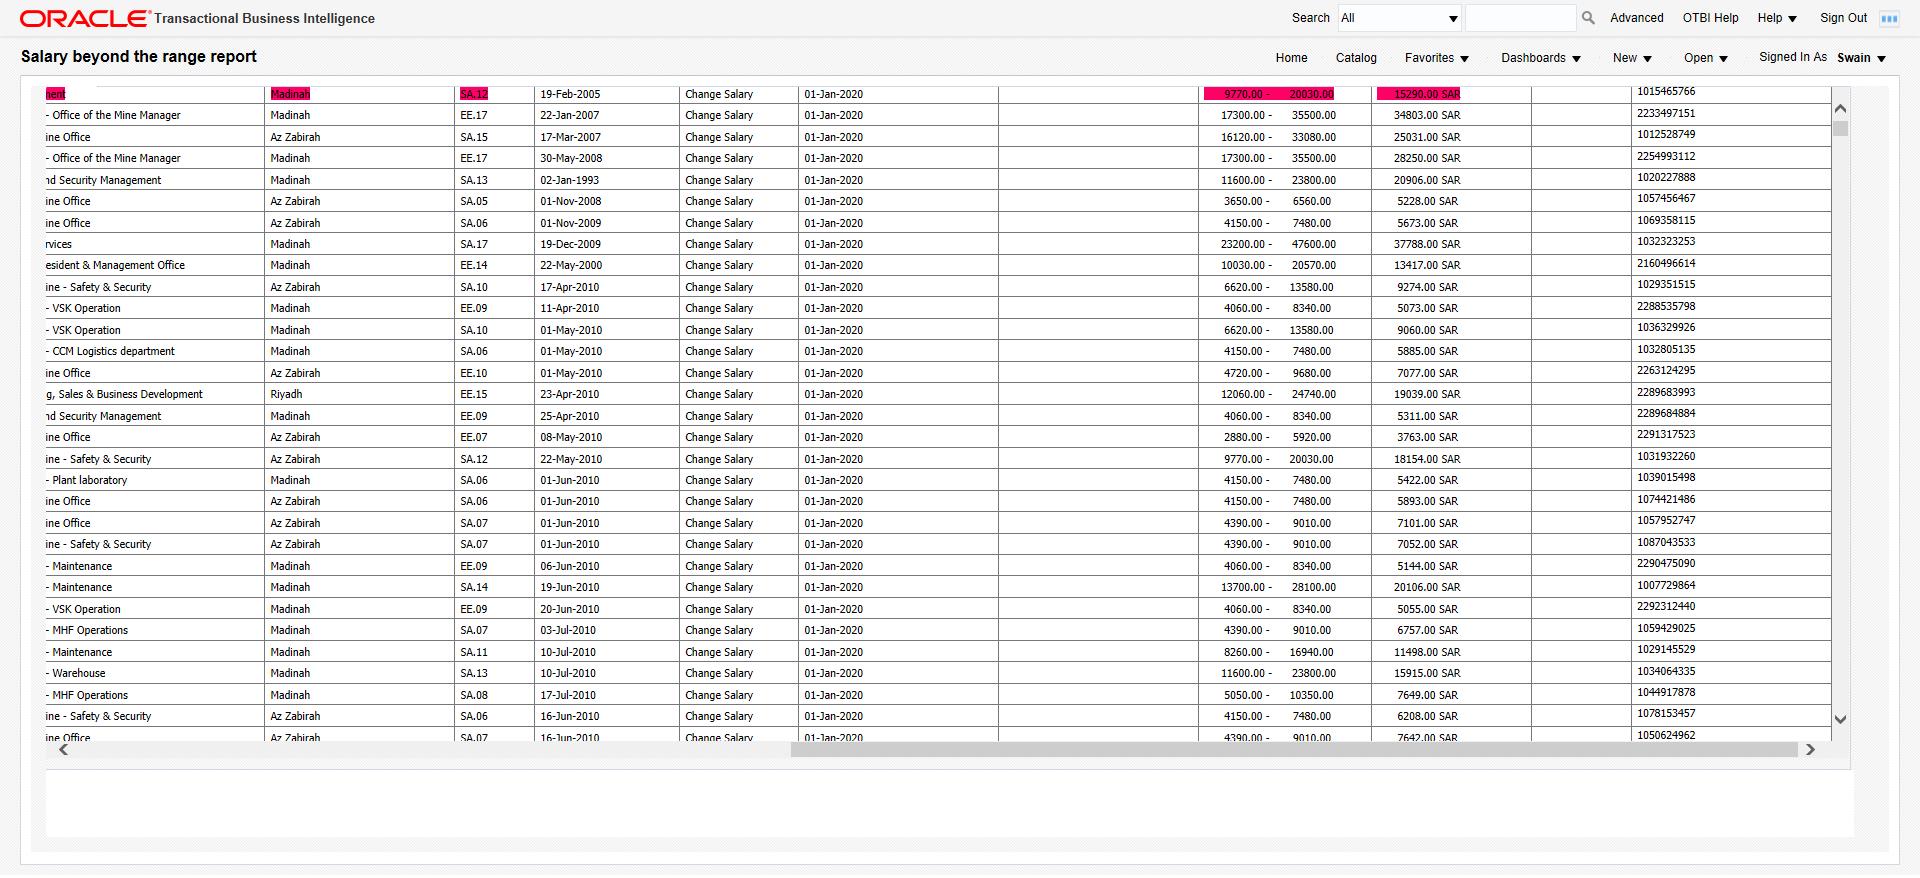 ORACLE Transactional Business Intelligence Search All Advanced OTBI Help Help Sign Out
Salary beyond the range report Home Catalog Favorites Dashboards New Open Signed In As Swain
nent Madinah SA.12 19-Feb-2005 Change Salary 01-Jan-2020 9770.00 - 20030.00 15290.00 SAR 1015465766
- Office of the Mine Manager Madinah EE.17 22-Jan-2007 Change Salary 01-Jan-2020 17300.00 - 35500.00 34803.00 SAR 2233497151
ine Office Az Zabirah SA.15 17-Mar-2007 Change Salary 01-Jan-2020 16120.00 - 33080.00 25031.00 SAR 1012528749
- Office of the Mine Manager Madinah EE.17 30-May-2008 Change Salary 01-Jan-2020 17300.00 - 35500.00 28250.00 SAR 2254993112
nd Security Management Madinah SA.13 02-Jan-1993 Change Salary 01-Jan-2020 11600.00 - 23800.00 20906.00 SAR 1020227888
ine Office Az Zabirah SA.05 01-Nov-2008 Change Salary 01-Jan-2020 3650.00 - 6560.00 5228.00 SAR 1057456467
ine Office Az Zabirah SA.06 01-Nov-2009 Change Salary 01-Jan-2020 4150.00 - 7480.00 5673.00 SAR 1069358115
rvices Madinah SA.17 19-Dec-2009 Change Salary 01-Jan-2020 23200.00 - 47600.00 37788.00 SAR 1032323253
esident & Management Office Madinah EE.14 22-May-2000 Change Salary 01-Jan-2020 10030.00 - 20570.00 13417.00 SAR 2160496614
ine - Safety & Security Az Zabirah SA.10 17-Apr-2010 Change Salary 01-Jan-2020 6620.00 - 13580.00 9274.00 SAR 1029351515
- VSK Operation Madinah EE.09 11-Apr-2010 Change Salary 01-Jan-2020 4060.00 - 8340.00 5073.00 SAR 2288535798
- VSK Operation Madinah SA.10 01-May-2010 Change Salary 01-Jan-2020 6620.00 - 13580.00 9060.00 SAR 1036329926
- CCM Logistics department Madinah SA.06 01-May-2010 Change Salary 01-Jan-2020 4150.00 - 7480.00 5885.00 SAR 1032805135
ine Office Az Zabirah EE.10 01-May-2010 Change Salary 01-Jan-2020 4720.00 - 9680.00 7077.00 SAR 2263124295
g, Sales & Business Development Riyadh EE.15 23-Apr-2010 Change Salary 01-Jan-2020 12060.00 - 24740.00 19039.00 SAR 2289683993
nd Security Management Madinah EE.09 25-Apr-2010 Change Salary 01-Jan-2020 4060.00 - 8340.00 5311.00 SAR 2289684884
ine Office Az Zabirah EE.07 08-May-2010 Change Salary 01-Jan-2020 2880.00 - 5920.00 3763.00 SAR 2291317523
ine - Safety & Security Az Zabirah SA.12 22-May-2010 Change Salary 01-Jan-2020 9770.00 - 20030.00 18154.00 SAR 1031932260
- Plant laboratory Madinah SA.06 01-Jun-2010 Change Salary 01-Jan-2020 4150.00 - 7480.00 5422.00 SAR 1039015498
ine Office Az Zabirah SA.06 01-Jun-2010 Change Salary 01-Jan-2020 4150.00 - 7480.00 5893.00 SAR 1074421486
ine Office Az Zabirah SA.07 01-Jun-2010 Change Salary 01-Jan-2020 4390.00 - 9010.00 7101.00 SAR 1057952747
ine - Safety & Security Az Zabirah SA.07 01-Jun-2010 Change Salary 01-Jan-2020 4390.00 - 9010.00 7052.00 SAR 1087043533
- Maintenance Madinah EE.09 06-Jun-2010 Change Salary 01-Jan-2020 4060.00 - 8340.00 5144.00 SAR 2290475090
- Maintenance Madinah SA.14 19-Jun-2010 Change Salary 01-Jan-2020 13700.00 - 28100.00 20106.00 SAR 1007729864
- VSK Operation Madinah EE.09 20-Jun-2010 Change Salary 01-Jan-2020 4060.00 - 8340.00 5055.00 SAR 2292312440
- MHF Operations Madinah SA.07 03-Jul-2010 Change Salary 01-Jan-2020 4390.00 - 9010.00 6757.00 SAR 1059429025
- Maintenance Madinah SA.11 10-Jul-2010 Change Salary 01-Jan-2020 8260.00 - 16940.00 11498.00 SAR 1029145529
- Warehouse Madinah SA.13 10-Jul-2010 Change Salary 01-Jan-2020 11600.00 - 23800.00 15915.00 SAR 1034064335
- MHF Operations Madinah SA.08 17-Jul-2010 Change Salary 01-Jan-2020 5050.00 - 10350.00 7649.00 SAR 1044917878
ine - Safety & Security Az Zabirah SA.06 16-Jun-2010 Change Salary 01-Jan-2020 4150.00 - 7480.00 6208.00 SAR 1078153457
ine Office Az Zabirah SA.07 16-Jun-2010 Change Salary 01-Jan-2020 4390.00 - 9010.00 7642.00 SAR 1050624962